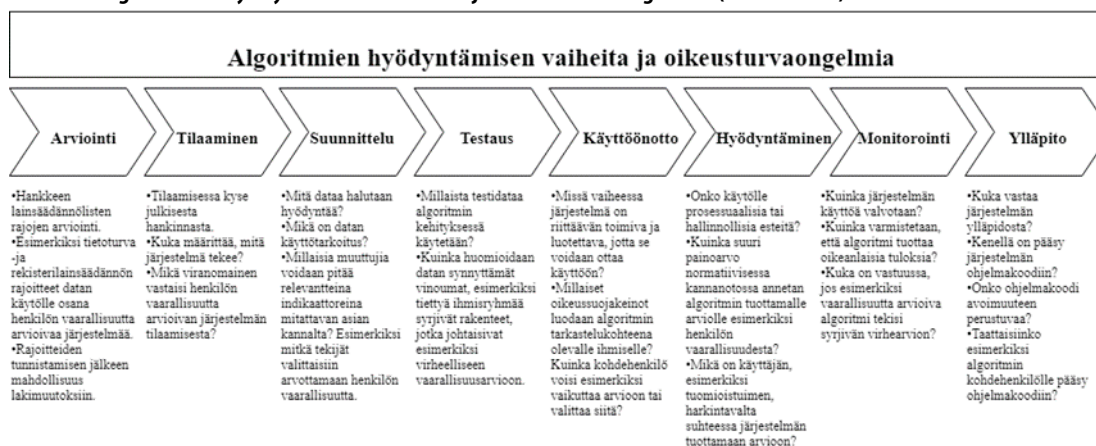 Algoritmien hyödyntämisen vaiheita ja oikeusturvaongelmia
Arviointi
Tilaaminen
Suunnittelu
Testaus
Käyttöönotto
Hyödyntäminen
Monitorointi
Ylläpito
•Hankkeen
lainsäädännölisten
rajojen arviointi.
•Esimerkiksi tietoturva
-ja
rekisterilainsäädännön
rajoitteet datan
käytölle osana
henkilön vaarallisuutta
arvioivaa järjestelmää.
•Rajoitteiden
tunnistamisen jälkeen
mahdollisuus
lakimuutoksiin.
•Tilaamisessa kyse
julkisesta
hankinnasta.
•Kuka määrittää, mitä
järjestelmä tekee?
•Mikä viranomainen
vastaisi henkilön
vaarallisuutta
arvioivan järjestelmän
tilaamisesta?
•Mitä dataa halutaan
hyödyntää?
•Mikä on datan
käyttötarkoitus?
•Millaisia muuttujia
voidaan pitää
relevantteina
indikaattoreina
mitattavan asian
kannalta? Esimerkiksi
mitkä tekijät
valittaisiin
arvottamaan henkilön
vaarallisuutta.
•Millaista testidataa
algoritmin
kehityksessä
käytetään?
•Kuinka huomioidaan
datan synnyttämät
vinoumat, esimerkiksi
tiettyä ihmisryhmää
syrjivät rakenteet,
jotka johtaisivat
esimerkiksi
virheelliseen
vaarallisuusarvioon.
•Missä vaiheessa
järjestelmä on
riittäävän toimiva ja
luotettava, jotta se
voidaan ottaa
käyttöön?
•Millaiset
oikeussuojakeinot
luodaan algoritmin
tarkastelukohteena
olevalle ihmiselle?
Kuinka kohdehenkilö
voisi esimerkiksi
vaikuttaa arvioon tai
valittaa siitä?
•Onko käytölle
prosessuaalisia tai
hallinnollisia esteitä?
•Kuinka suuri
painoarvo
normatiivisessa
kannanotossa annetan
algoritmin tuottamalle
arviolle esimerkiksi
henkilön
vaarallisuudesta?
•Mikä on käyttäjän,
esimerkiksi
tuomioistuimen,
harkintavalta
suhteessa järjestelmän
tuottamaan arvioon?
•Kuinka järjestelmän
käyttöä valvotaan?
•Kuinka varmistetaan,
että algoritmi tuottaa
oikeanlaisia tuloksia?
•Kuka on vastuussa,
jos esimerkiksi
vaarallisuutta arvioiva
algoritmi tekisi
syrjivän virhearvion?
•Kuka vastaa
järjestelmän
ylläpidosta?
•Kenellä on pääsy
järjestelmän
ohjelmakoodiin?
•Onko ohjelmakoodi
avoimuuteen
perustuvaa?
•Taattaisiinko
esimerkiksi
algoritmin
kohdehenkilölle pääsy
ohjelmakoodiin?